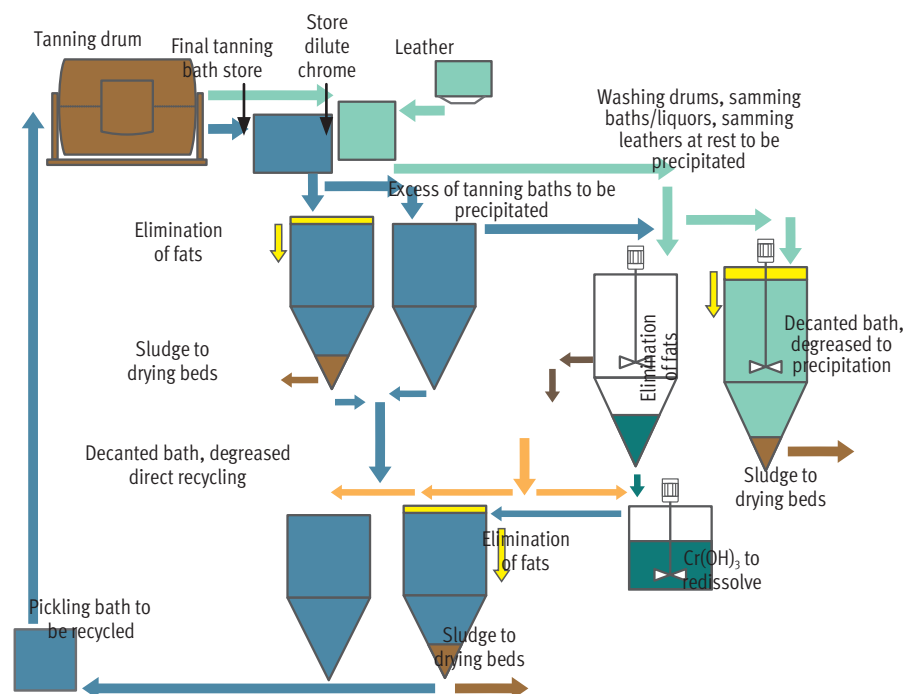 Tanning drum
Final tanning
bath store
Store
dilute
chrome
Leather
Washing drums, samming
baths/liquors, samming
leathers at rest to be
precipitated
Excess of tanning baths to be
precipitated
Elimination
of fats
Elimination
of fats
Decanted bath,
degreased to
precipitation
Sludge to
drying beds
Decanted bath, degreased
direct recycling
Sludge to
drying beds
Elimination
of fats
Cr(OH)₃ to
redissolve
Pickling bath to
be recycled
Sludge to
drying beds